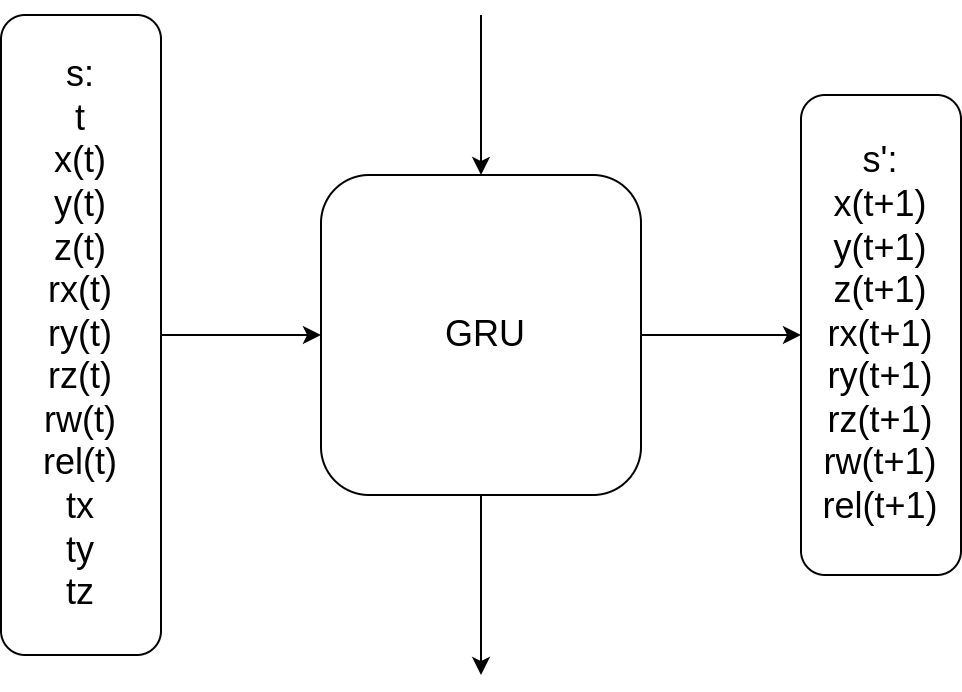 s:
t
x(t)
y(t)
z(t)
rx(t)
ry(t)
rz(t)
rw(t)
rel(t)
tx
ty
tz
GRU
s':
x(t+1)
y(t+1)
z(t+1)
rx(t+1)
ry(t+1)
rz(t+1)
rw(t+1)
rel(t+1)